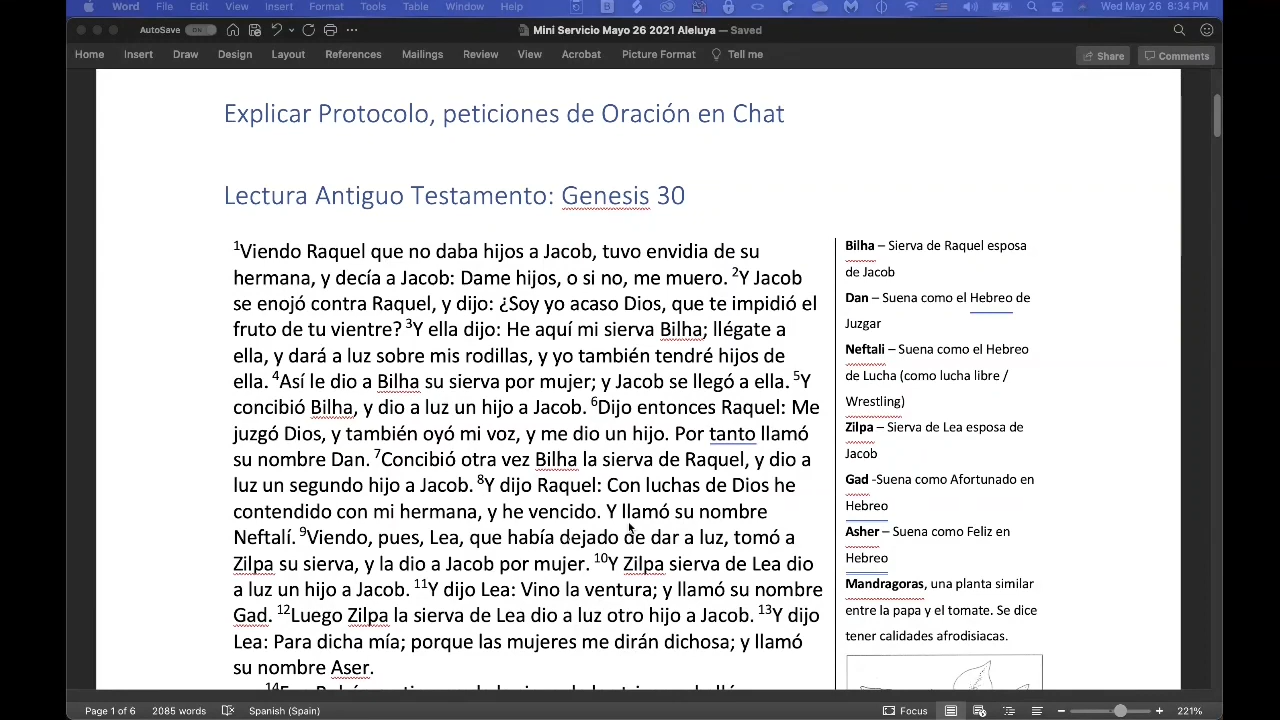 Word File Edit View Insert Format Tools Table Window Help Wed May 26 8:34 PM
AutoSave ON Mini Servicio Mayo 26 2021 Aleluya — Saved
Home Insert Draw Design Layout References Mailings Review View Acrobat Picture Format Tell me Share Comments
Explicar Protocolo, peticiones de Oración en Chat
Lectura Antiguo Testamento: Genesis 30
1Viendo Raquel que no daba hijos a Jacob, tuvo envidia de su
hermana, y decía a Jacob: Dame hijos, o si no, me muero. 2Y Jacob
se enojó contra Raquel, y dijo: ¿Soy yo acaso Dios, que te impidió el
fruto de tu vientre? 3Y ella dijo: He aquí mi sierva Bilha; llégate a
ella, y dará a luz sobre mis rodillas, y yo también tendré hijos de
ella. 4Así le dio a Bilha su sierva por mujer; y Jacob se llegó a ella. 5Y
concibió Bilha, y dio a luz un hijo a Jacob. 6Dijo entonces Raquel: Me
juzgó Dios, y también oyó mi voz, y me dio un hijo. Por tanto llamó
su nombre Dan. 7Concibió otra vez Bilha la sierva de Raquel, y dio a
luz un segundo hijo a Jacob. 8Y dijo Raquel: Con luchas de Dios he
contendido con mi hermana, y he vencido. Y llamó su nombre
Neftalí. 9Viendo, pues, Lea, que había dejado de dar a luz, tomó a
Zilpa su sierva, y la dio a Jacob por mujer. 10Y Zilpa sierva de Lea dio
a luz un hijo a Jacob. 11Y dijo Lea: Vino la ventura; y llamó su nombre
Gad. 12Luego Zilpa la sierva de Lea dio a luz otro hijo a Jacob. 13Y dijo
Lea: Para dicha mía; porque las mujeres me dirán dichosa; y llamó
su nombre Aser.
Bilha – Sierva de Raquel esposa
de Jacob
Dan – Suena como el Hebreo de
Juzgar
Neftali – Suena como el Hebreo
de Lucha (como lucha libre /
Wrestling)
Zilpa – Sierva de Lea esposa de
Jacob
Gad -Suena como Afortunado en
Hebreo
Asher – Suena como Feliz en
Hebreo
Mandragoras, una planta similar
entre la papa y el tomate. Se dice
tener calidades afrodisiacas.
Page 1 of 6 2085 words Spanish (Spain) Focus 221%